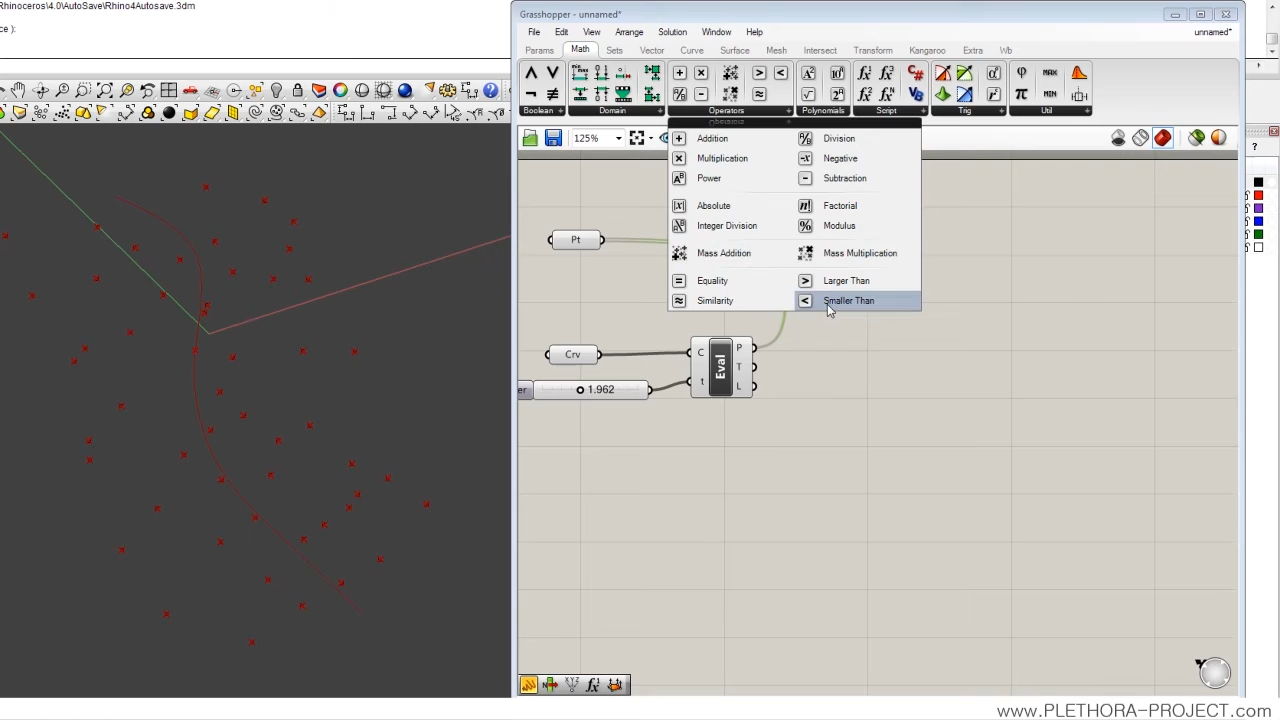 Rhinoceros\4.0\AutoSave\Rhino4Autosave.3dm
ce ):
Grasshopper - unnamed*
File Edit View Arrange Solution Window Help
unnamed*
Params Math Sets Vector Curve Surface Mesh Intersect Transform Kangaroo Extra Wb
Boolean Domain Operators Polynomials Script Trig Util
125%
Addition Division
Multiplication Negative
Power Subtraction
Absolute Factorial
Integer Division Modulus
Mass Addition Mass Multiplication
Equality Larger Than
Similarity Smaller Than
Pt
Crv
C Eval P
T
t L
er 1.962
www.PLETHORA-PROJECT.com